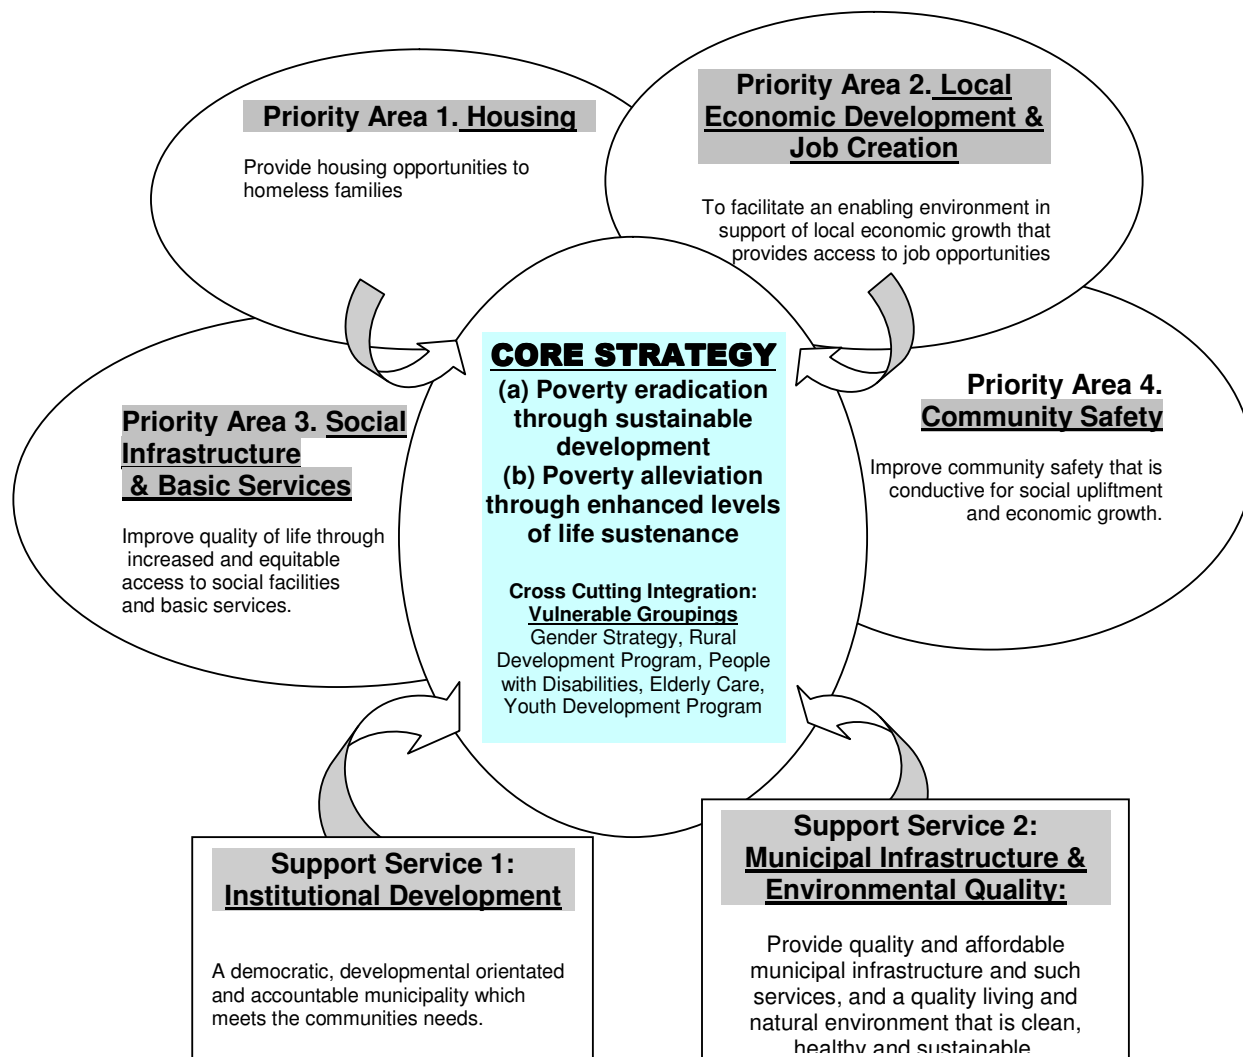 Priority Area 1. Housing
Provide housing opportunities to
homeless families
Priority Area 2. Local
Economic Development &
Job Creation
To facilitate an enabling environment in
support of local economic growth that
provides access to job opportunities
Priority Area 3. Social
Infrastructure
& Basic Services
Improve quality of life through
increased and equitable
access to social facilities
and basic services.
CORE STRATEGY
(a) Poverty eradication
through sustainable
development
(b) Poverty alleviation
through enhanced levels
of life sustenance
Cross Cutting Integration:
Vulnerable Groupings
Gender Strategy, Rural
Development Program, People
with Disabilities, Elderly Care,
Youth Development Program
Priority Area 4.
Community Safety
Improve community safety that is
conductive for social upliftment
and economic growth.
Support Service 1:
Institutional Development
A democratic, developmental orientated
and accountable municipality which
meets the communities needs.
Support Service 2:
Municipal Infrastructure &
Environmental Quality:
Provide quality and affordable
municipal infrastructure and such
services, and a quality living and
natural environment that is clean,
healthy and sustainable